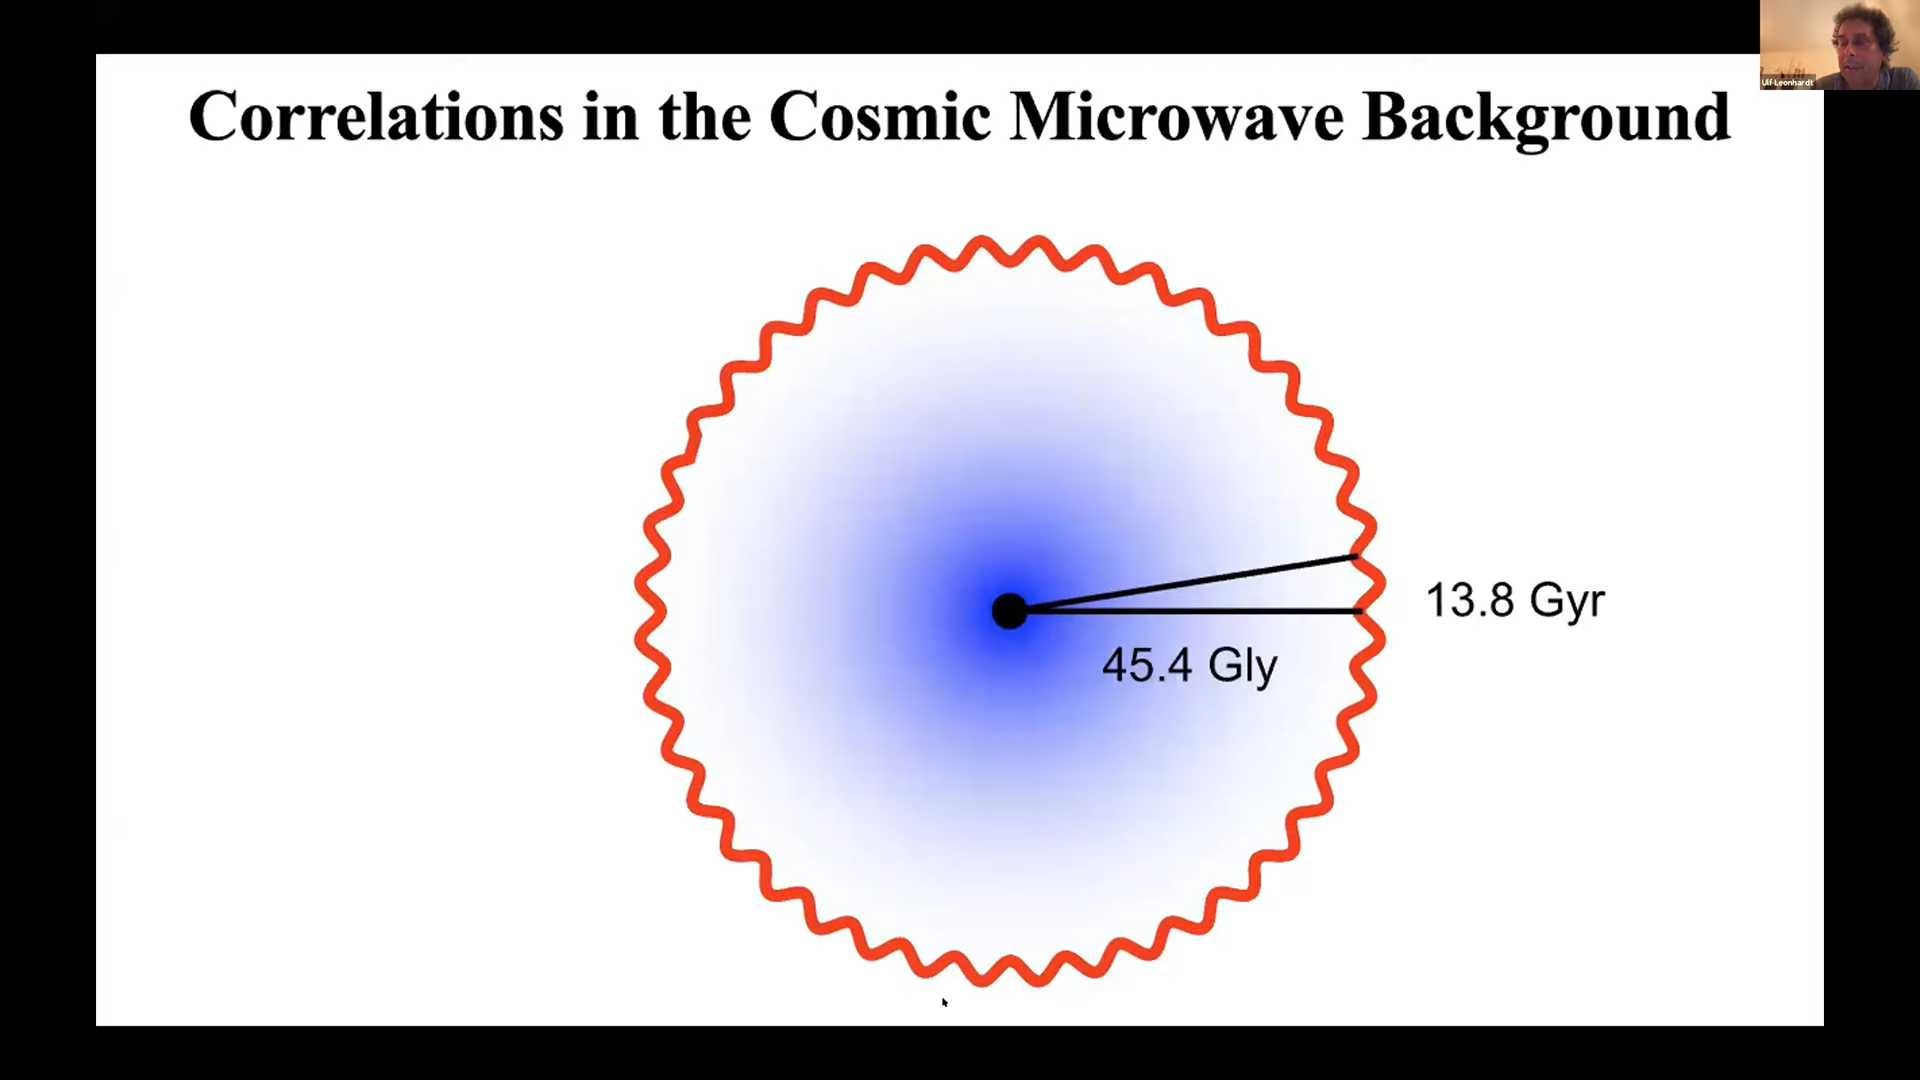 Ulf Leonhardt
Correlations in the Cosmic Microwave Background
13.8 Gyr
45.4 Gly